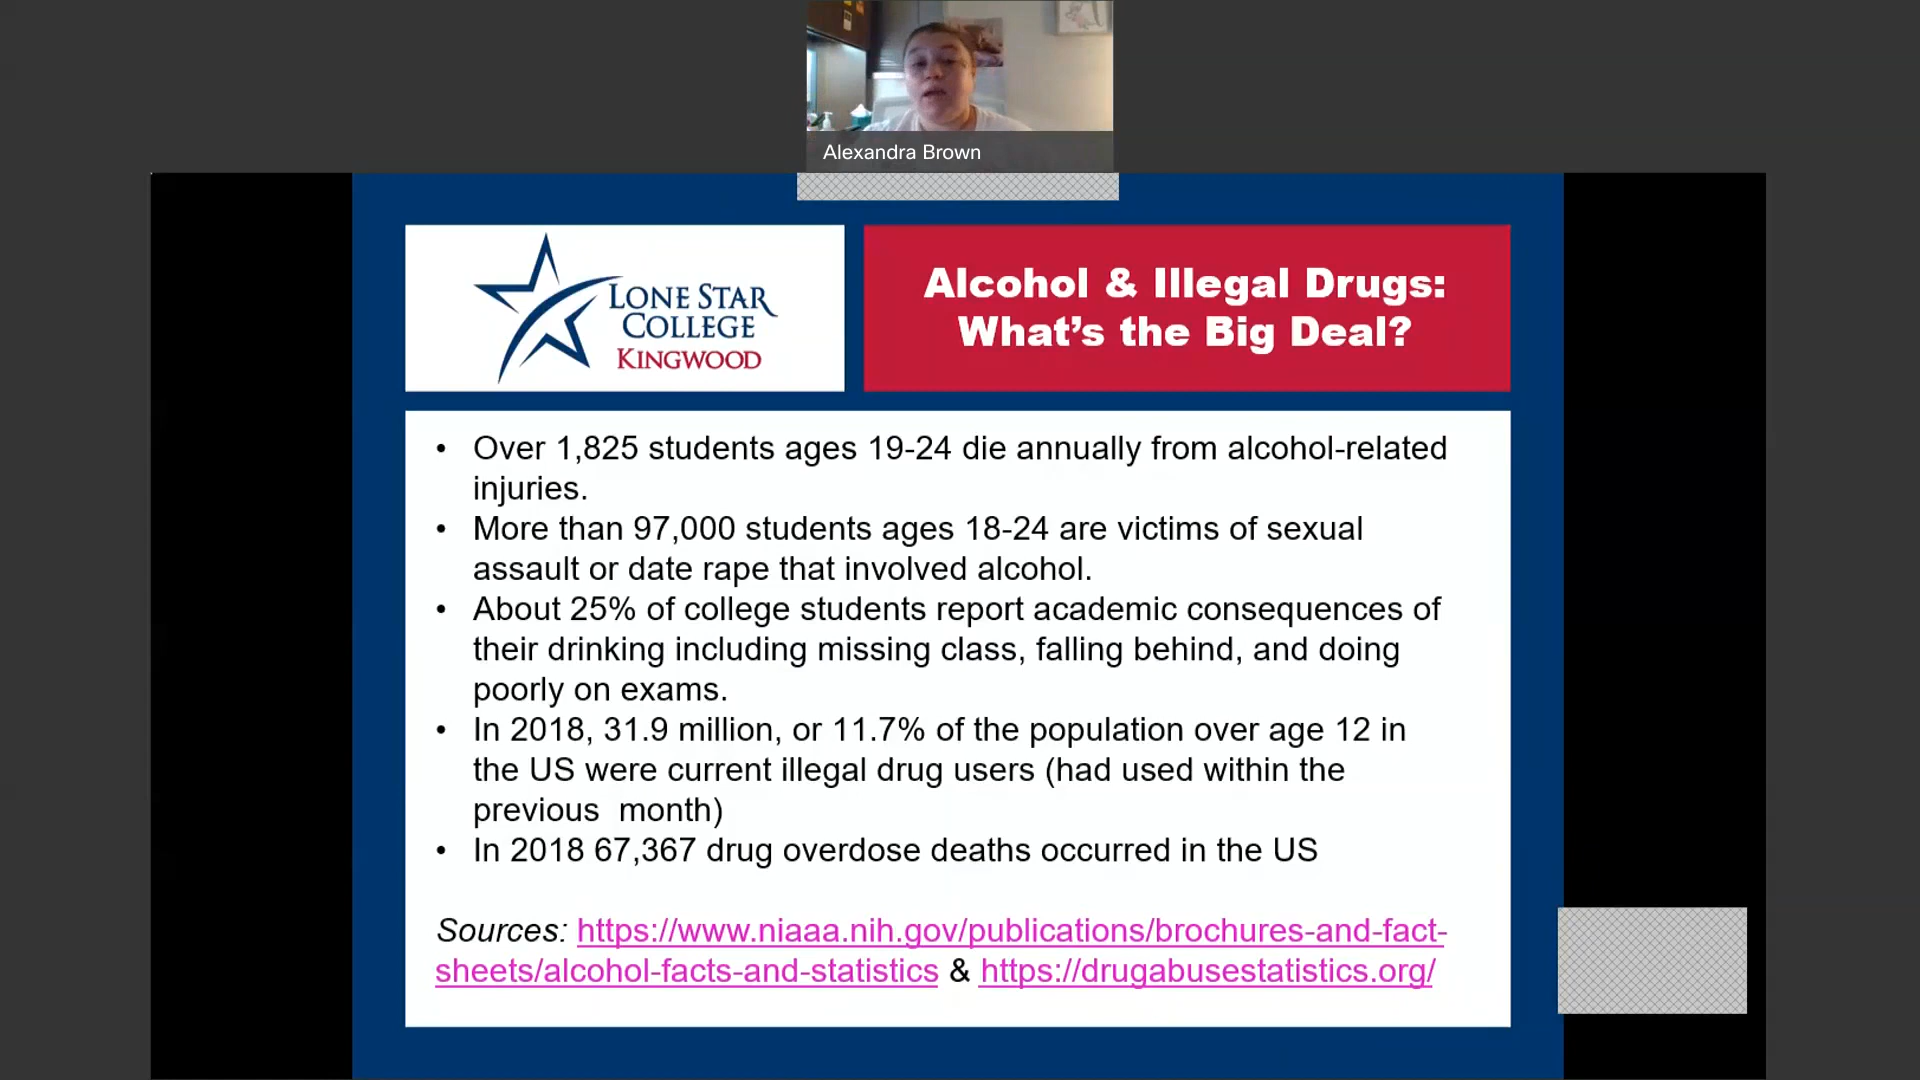 Alexandra Brown
LONE STAR
COLLEGE
KINGWOOD
Alcohol & Illegal Drugs:
What's the Big Deal?
• Over 1,825 students ages 19-24 die annually from alcohol-related
injuries.
• More than 97,000 students ages 18-24 are victims of sexual
assault or date rape that involved alcohol.
• About 25% of college students report academic consequences of
their drinking including missing class, falling behind, and doing
poorly on exams.
• In 2018, 31.9 million, or 11.7% of the population over age 12 in
the US were current illegal drug users (had used within the
previous  month)
• In 2018 67,367 drug overdose deaths occurred in the US
Sources: https://www.niaaa.nih.gov/publications/brochures-and-fact-
sheets/alcohol-facts-and-statistics & https://drugabusestatistics.org/